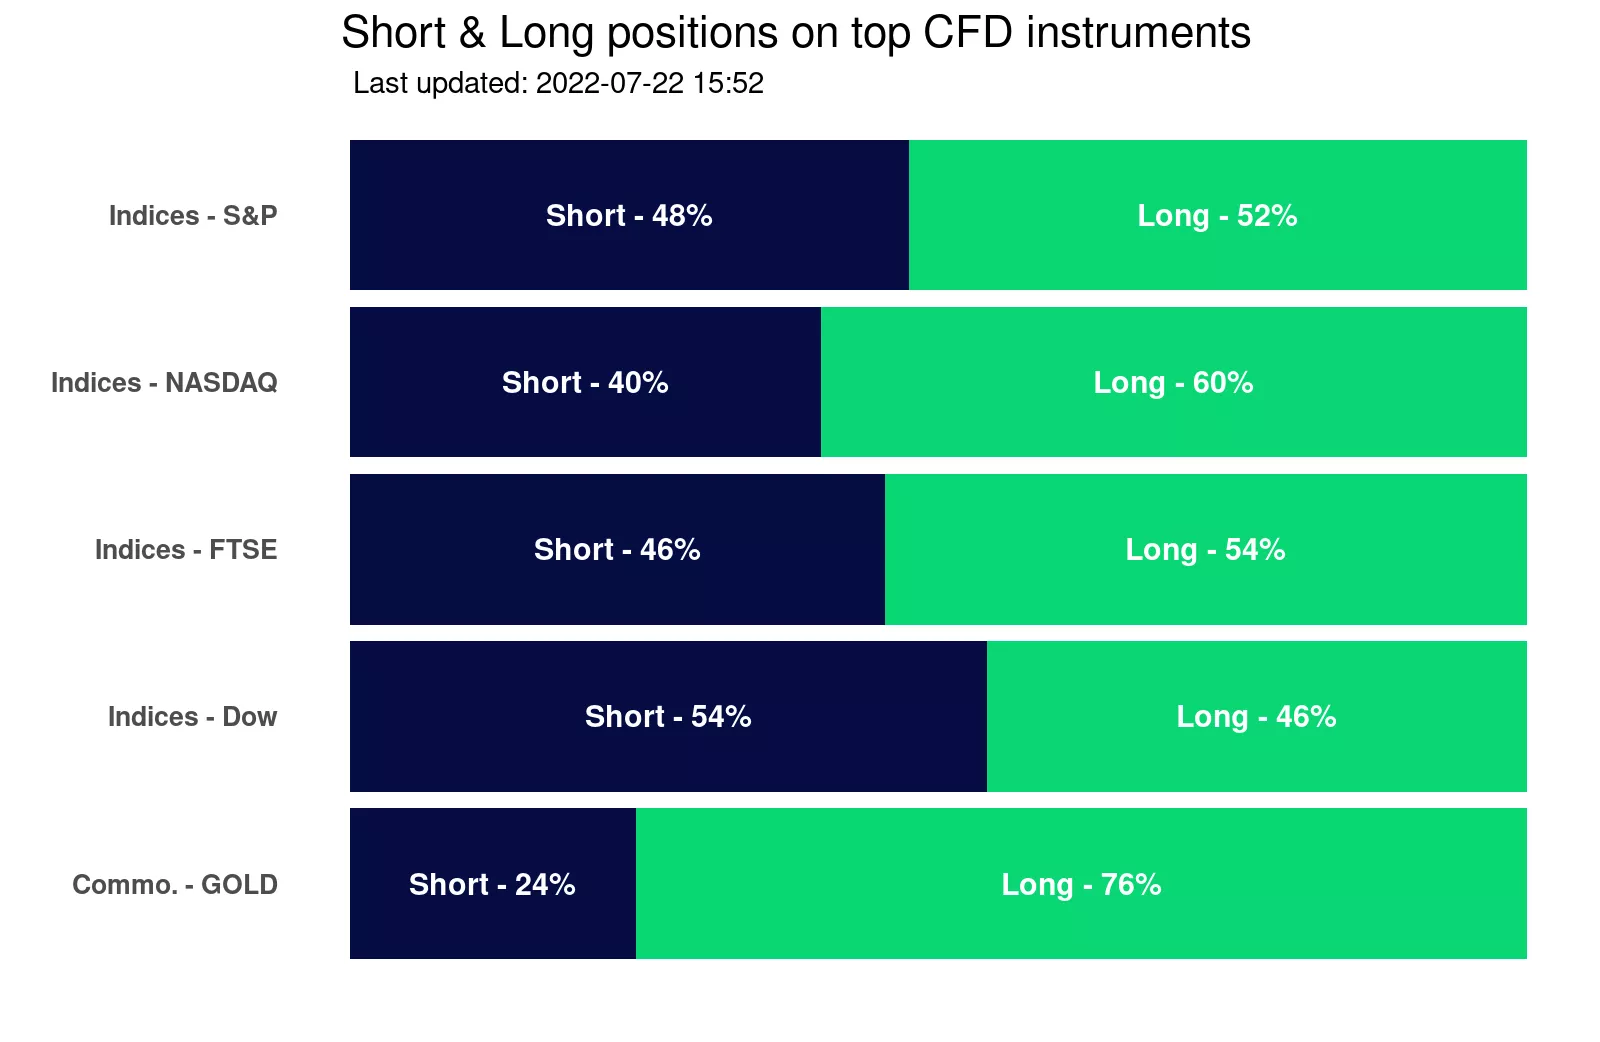 Short & Long positions on top CFD instruments
Last updated: 2022-07-22 15:52
Indices - S&P
Short - 48%
Long - 52%
Indices - NASDAQ
Short - 40%
Long - 60%
Indices - FTSE
Short - 46%
Long - 54%
Indices - Dow
Short - 54%
Long - 46%
Commo. - GOLD
Short - 24%
Long - 76%